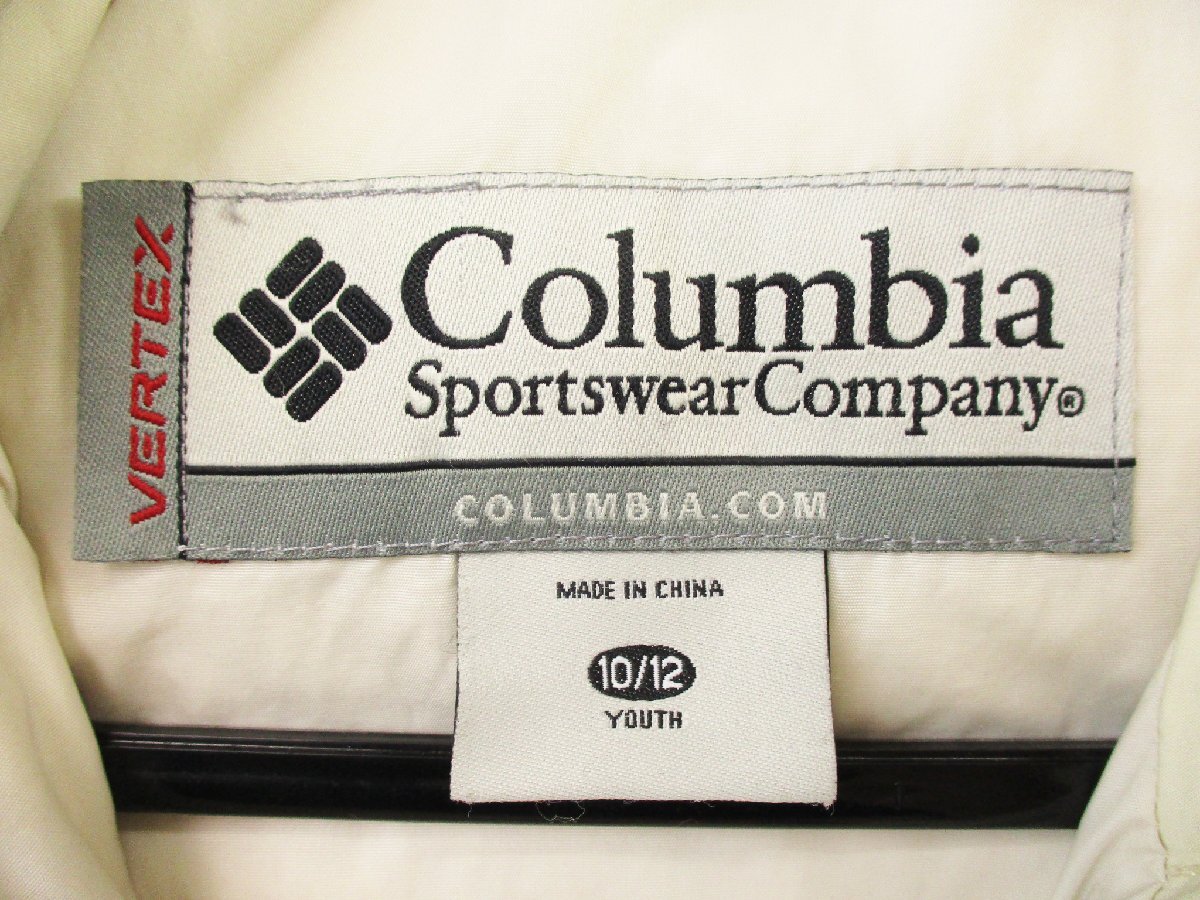 VERTEX
Columbia
Sportswear Company®
COLUMBIA.COM
MADE IN CHINA
10/12
YOUTH